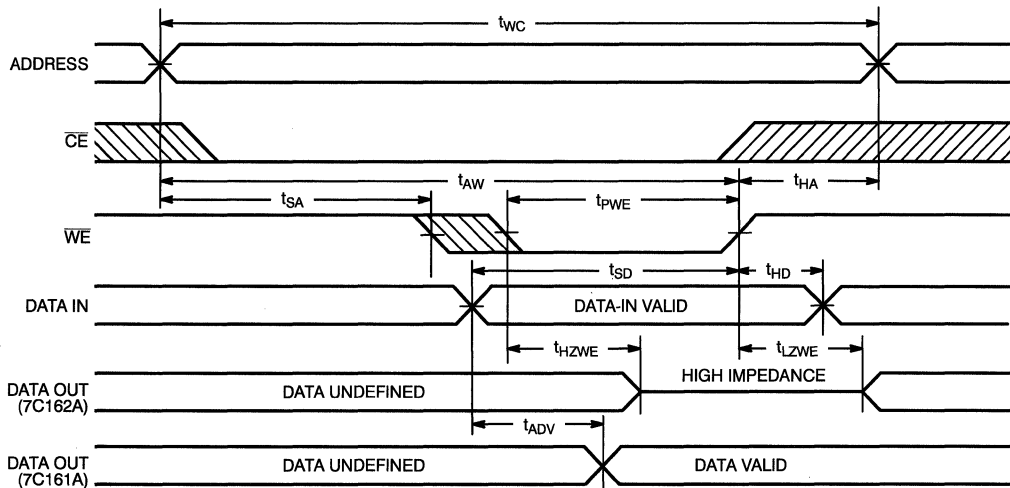 tWC
ADDRESS
CE
tAW
tHA
tSA
tPWE
WE
tSD
tHD
DATA IN
DATA-IN VALID
tHZWE
tLZWE
HIGH IMPEDANCE
DATA OUT
(7C162A)
DATA UNDEFINED
tADV
DATA OUT
(7C161A)
DATA UNDEFINED
DATA VALID